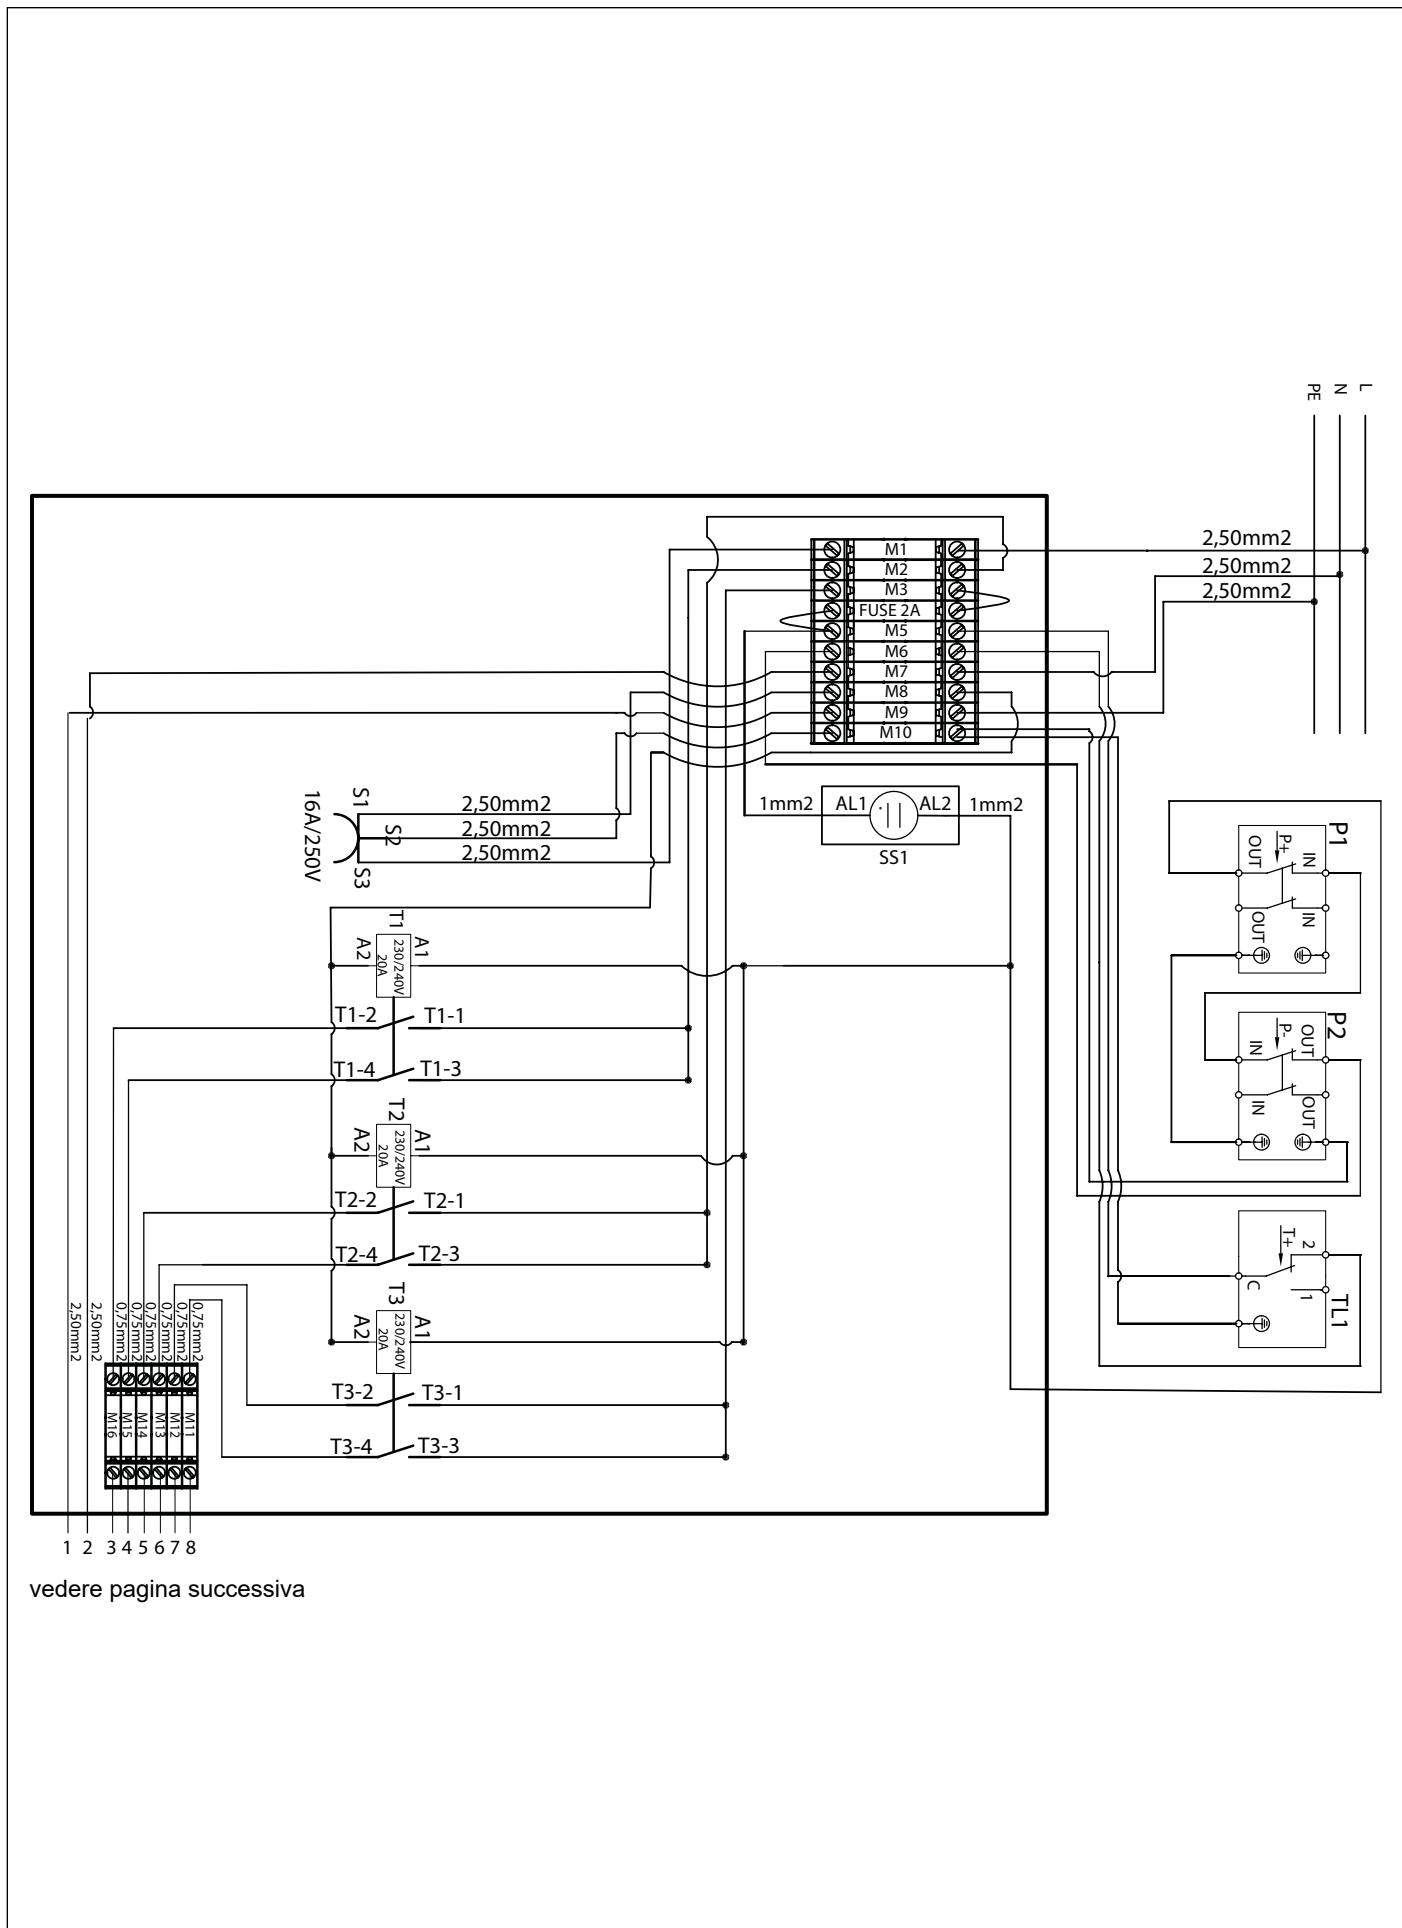 L
N
PE
2,50mm2
2,50mm2
2,50mm2
M1
M2
M3
FUSE 2A
M5
M6
M7
M8
M9
M10
1mm2
AL1
AL2
1mm2
SS1
S1
S2
S3
16A/250V
2,50mm2
2,50mm2
2,50mm2
P1
P+
OUT
IN
OUT
IN
P2
P-
IN
OUT
IN
OUT
TL1
T+
2
1
C
T1
A2
230/240V
20A
A1
T1-2
T1-1
T1-4
T1-3
T2
A2
230/240V
20A
A1
T2-2
T2-1
T2-4
T2-3
T3
A2
230/240V
20A
A1
T3-2
T3-1
T3-4
T3-3
2,50mm2
2,50mm2
0,75mm2
0,75mm2
0,75mm2
0,75mm2
0,75mm2
0,75mm2
M16
M15
M14
M13
M12
M11
1 2 3 4 5 6 7 8
vedere pagina successiva